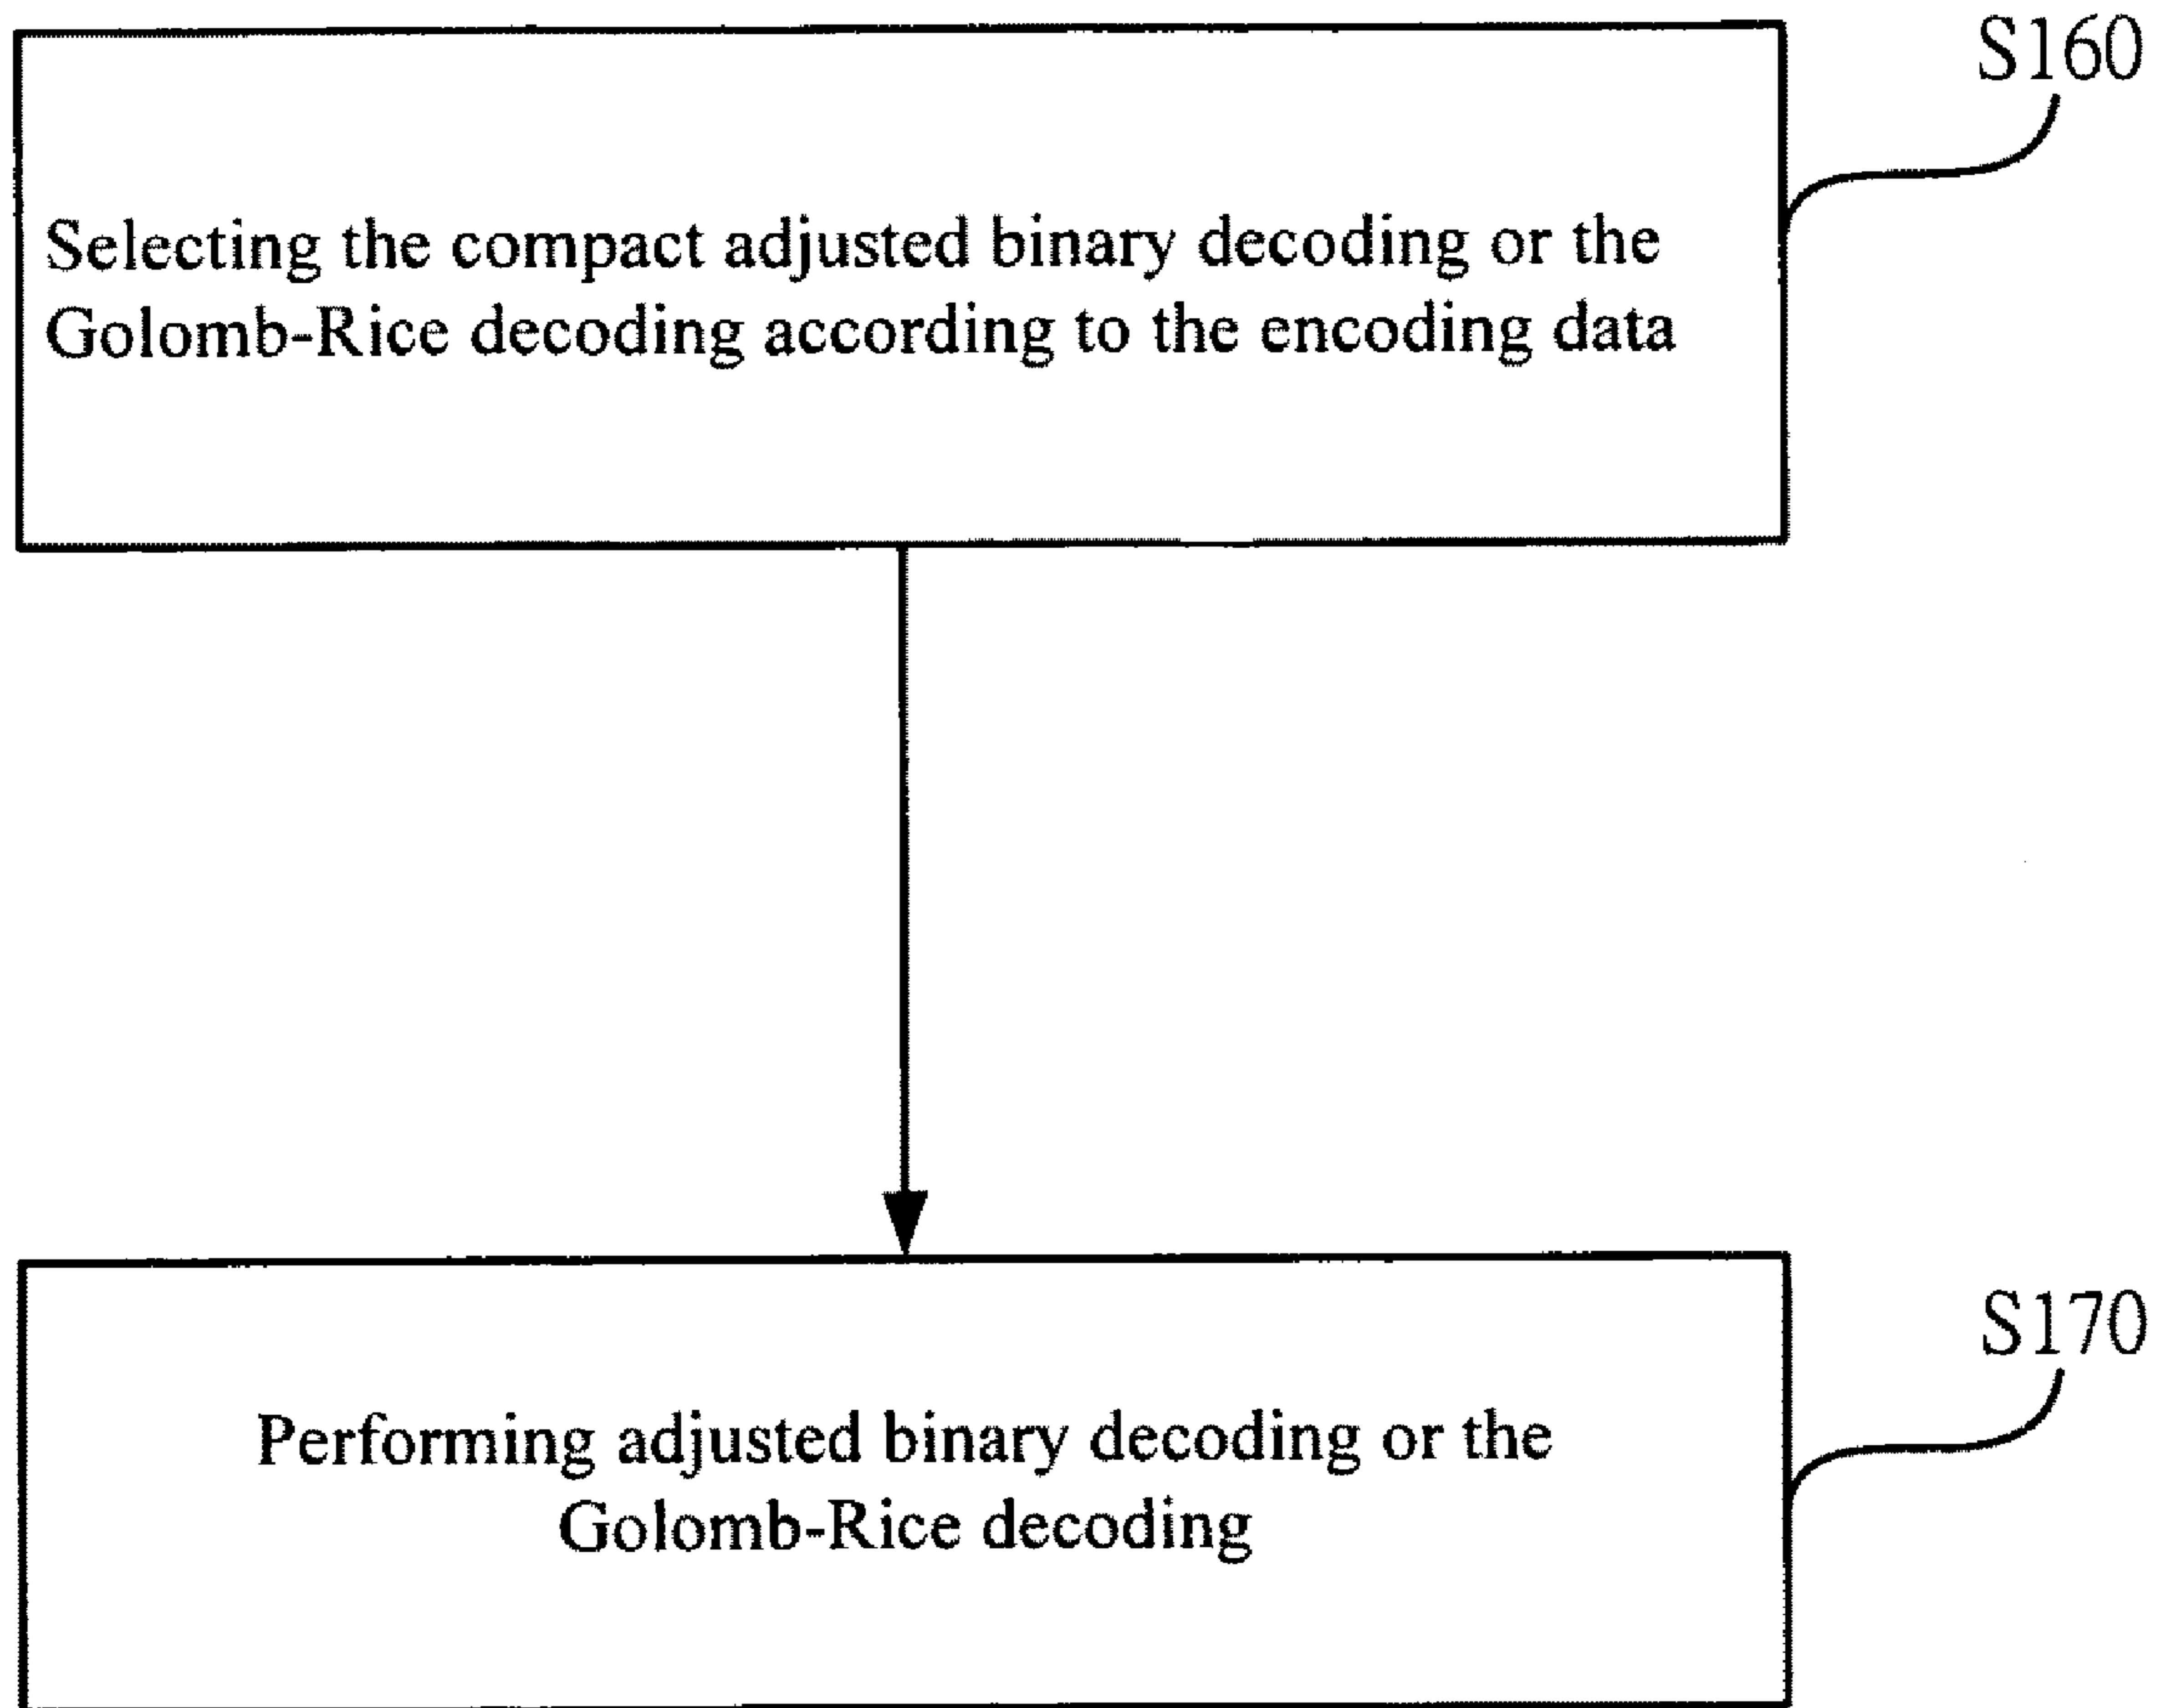 S160
Selecting the compact adjusted binary decoding or the
Golomb-Rice decoding according to the encoding data
S170
Performing adjusted binary decoding or the
Golomb-Rice decoding